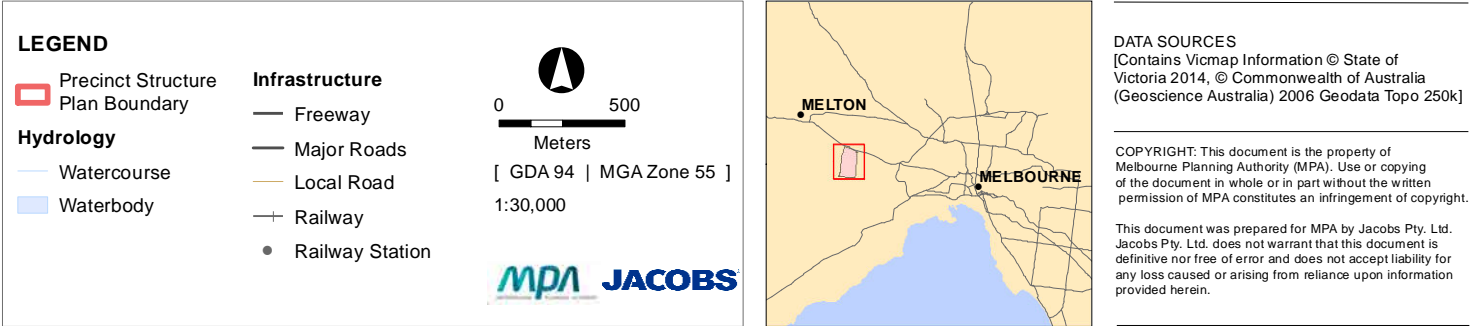 LEGEND
Precinct Structure
Plan Boundary
Hydrology
Watercourse
Waterbody
Infrastructure
Freeway
Major Roads
Local Road
Railway
Railway Station
0 500
Meters
[ GDA 94 | MGA Zone 55 ]
1:30,000
MPA JACOBS
MELTON
MELBOURNE
DATA SOURCES
[Contains Vicmap Information © State of
Victoria 2014, © Commonwealth of Australia
(Geoscience Australia) 2006 Geodata Topo 250k]
COPYRIGHT: This document is the property of
Melbourne Planning Authority (MPA). Use or copying
of the document in whole or in part without the written
permission of MPA constitutes an infringement of copyright.
This document was prepared for MPA by Jacobs Pty. Ltd.
Jacobs Pty. Ltd. does not warrant that this document is
definitive nor free of error and does not accept liability for
any loss caused or arising from reliance upon information
provided herein.